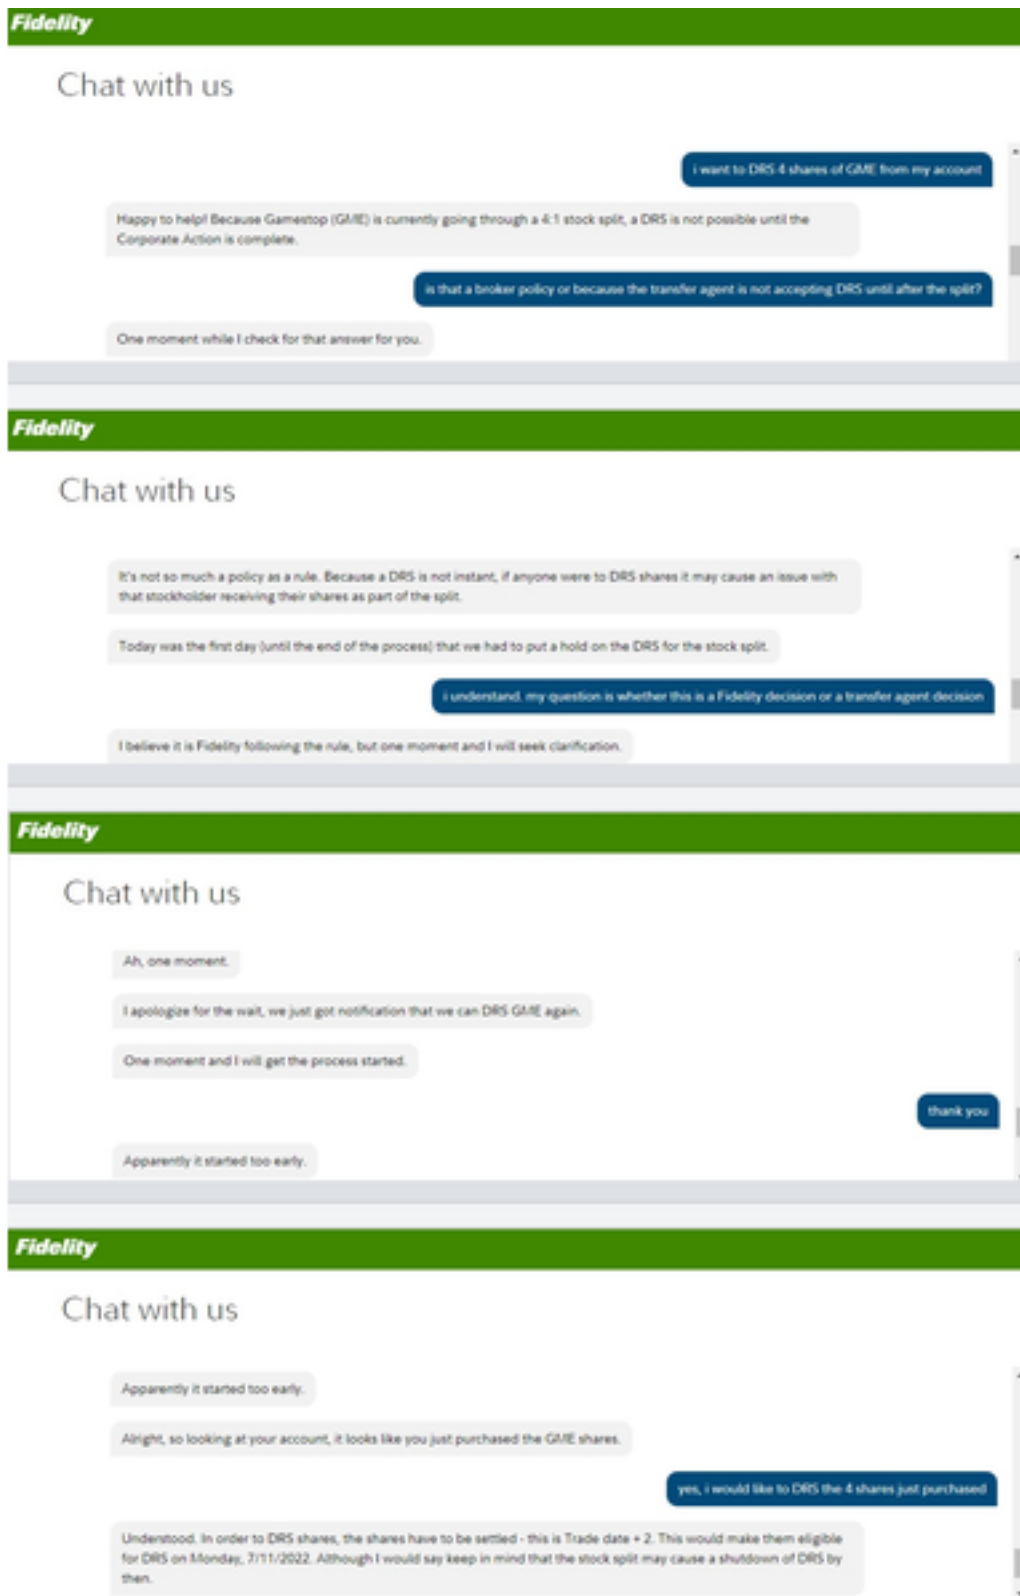 Fidelity
Chat with us
i want to DRS 4 shares of GME from my account
Happy to help! Because Gamestop (GME) is currently going through a 4:1 stock split, a DRS is not possible until the
Corporate Action is complete.
is that a broker policy or because the transfer agent is not accepting DRS until after the split?
One moment while I check for that answer for you.
Fidelity
Chat with us
It's not so much a policy as a rule. Because a DRS is not instant, if anyone were to DRS shares it may cause an issue with
that stockholder receiving their shares as part of the split.
Today was the first day (until the end of the process) that we had to put a hold on the DRS for the stock split.
i understand. my question is whether this is a Fidelity decision or a transfer agent decision
I believe it is Fidelity following the rule, but one moment and I will seek clarification.
Fidelity
Chat with us
Ah, one moment.
I apologize for the wait, we just got notification that we can DRS GME again.
One moment and I will get the process started.
thank you
Apparently it started too early.
Fidelity
Chat with us
Apparently it started too early.
Alright, so looking at your account, it looks like you just purchased the GME shares.
yes, i would like to DRS the 4 shares just purchased
Understood. In order to DRS shares, the shares have to be settled - this is Trade date + 2. This would make them eligible
for DRS on Monday, 7/11/2022. Although I would say keep in mind that the stock split may cause a shutdown of DRS by
then.